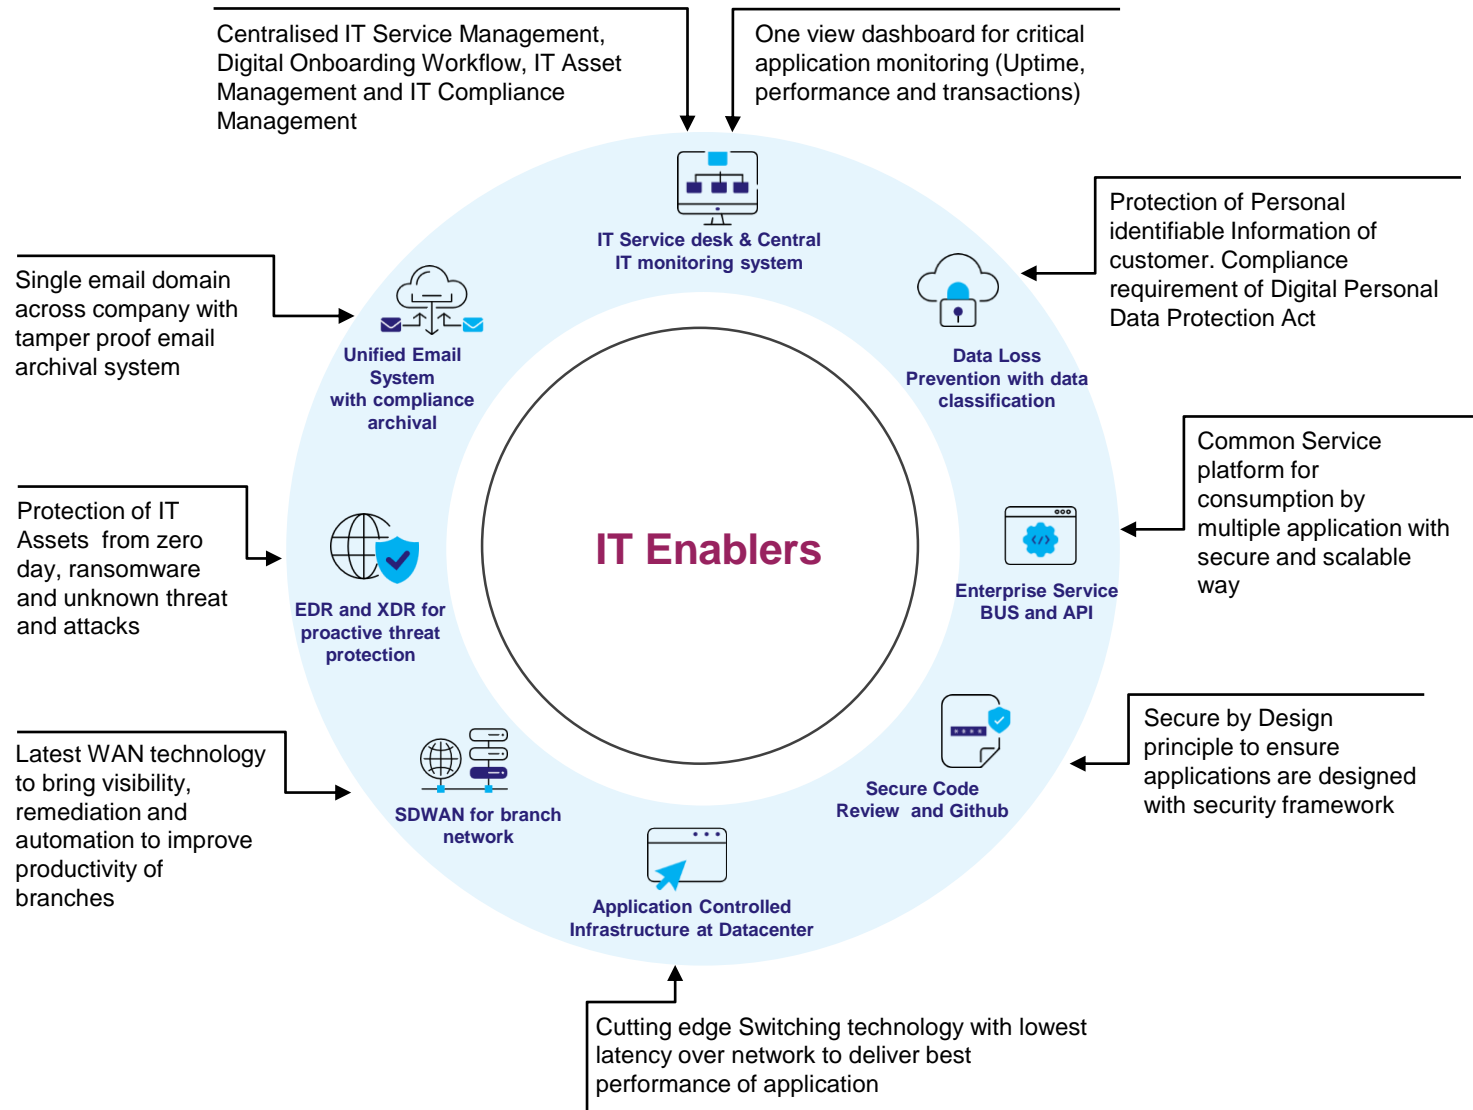 Centralised IT Service Management,
Digital Onboarding Workflow, IT Asset
Management and IT Compliance
Management
One view dashboard for critical
application monitoring (Uptime,
performance and transactions)
IT Service desk & Central
IT monitoring system
Protection of Personal
identifiable Information of
customer. Compliance
requirement of Digital Personal
Data Protection Act
Data Loss
Prevention with data
classification
Single email domain
across company with
tamper proof email
archival system
Unified Email
System
with compliance
archival
Common Service
platform for
consumption by
multiple application with
secure and scalable
way
Enterprise Service
BUS and API
IT Enablers
Protection of IT
Assets from zero
day, ransomware
and unknown threat
and attacks
EDR and XDR for
proactive threat
protection
Secure by Design
principle to ensure
applications are designed
with security framework
Secure Code
Review and Github
Latest WAN technology
to bring visibility,
remediation and
automation to improve
productivity of
branches
SDWAN for branch
network
Application Controlled
Infrastructure at Datacenter
Cutting edge Switching technology with lowest
latency over network to deliver best
performance of application